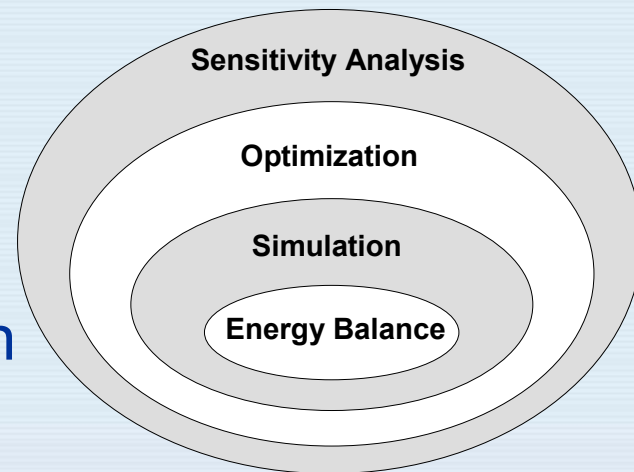 Sensitivity Analysis
Optimization
Simulation
Energy Balance
n